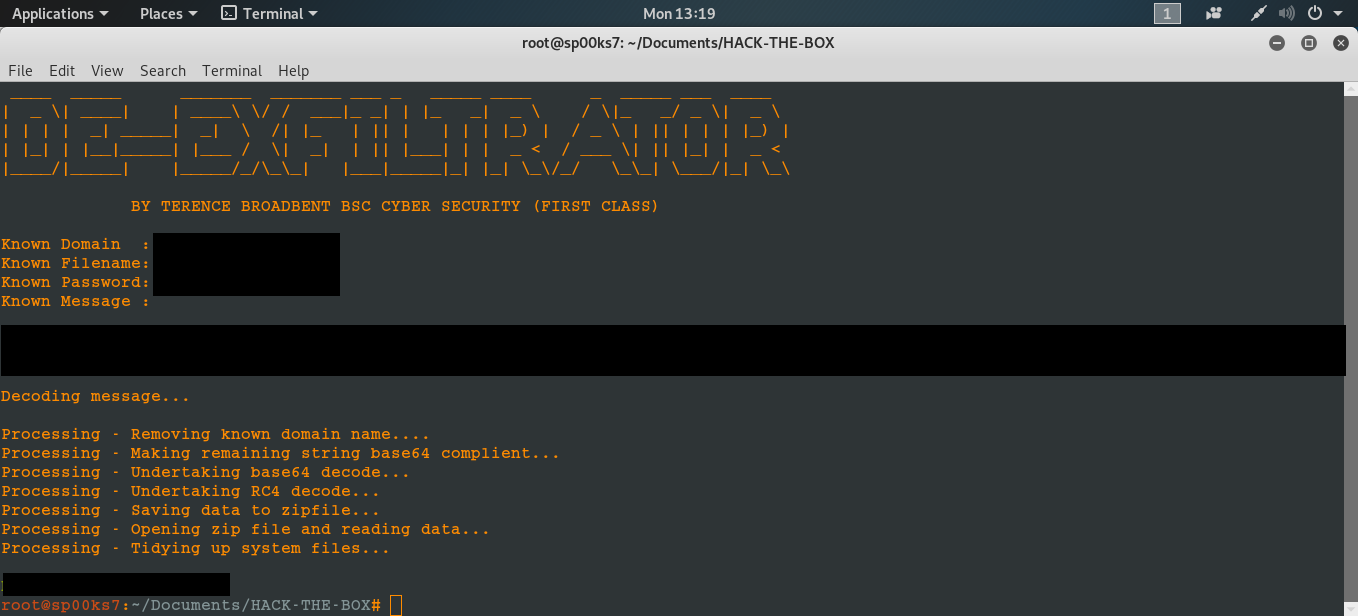 Applications Places Terminal Mon 13:19 1
root@sp00ks7: ~/Documents/HACK-THE-BOX
File Edit View Search Terminal Help
DE-EXFILTRATOR
BY TERENCE BROADBENT BSC CYBER SECURITY (FIRST CLASS)
Known Domain :
Known Filename:
Known Password:
Known Message :
Decoding message...
Processing - Removing known domain name....
Processing - Making remaining string base64 complient...
Processing - Undertaking base64 decode...
Processing - Undertaking RC4 decode...
Processing - Saving data to zipfile...
Processing - Opening zip file and reading data...
Processing - Tidying up system files...
root@sp00ks7:~/Documents/HACK-THE-BOX#